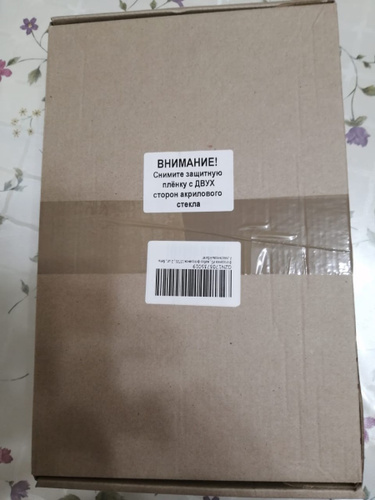 ВНИМАНИЕ!
Снимите защитную
плёнку с ДВУХ
сторон акрилового
стекла